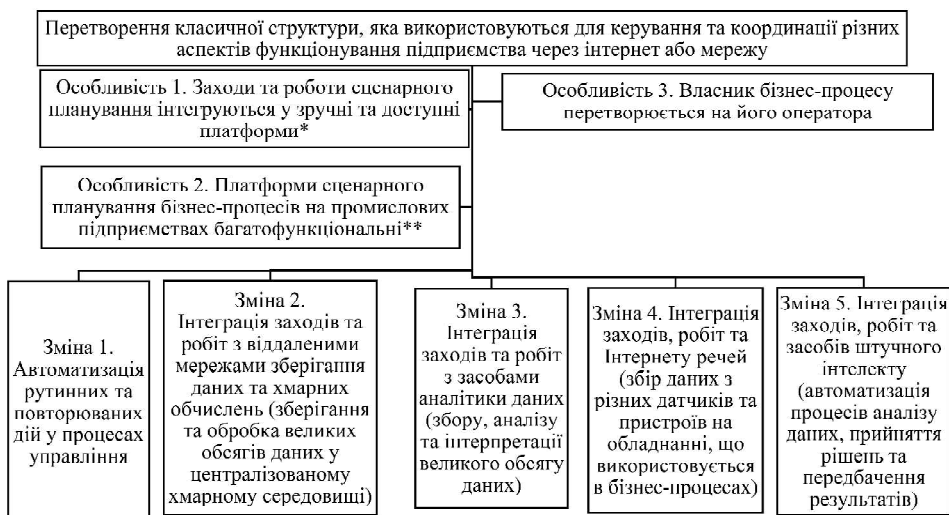 Перетворення класичної структури, яка використовуються для керування та координації різних
аспектів функціонування підприємства через інтернет або мережу
Особливість 1. Заходи та роботи сценарного
планування інтегруються у зручні та доступні
платформи*
Особливість 3. Власник бізнес-процесу
перетворюється на його оператора
Особливість 2. Платформи сценарного
планування бізнес-процесів на промислових
підприємствах багатофункціональні**
Зміна 1.
Автоматизація
рутинних та
повторюваних
дій у процесах
управління
Зміна 2.
Інтеграція заходів та
робіт з віддаленими
мережами зберігання
даних та хмарних
обчислень (зберігання
та обробка великих
обсягів даних у
централізованому
хмарному середовищі)
Зміна 3.
Інтеграція
заходів та робіт
з засобами
аналітики даних
(збору, аналізу
та інтерпретації
великого обсягу
даних)
Зміна 4. Інтеграція
заходів, робіт та
Інтернету речей
(збір даних з
різних датчиків та
пристроїв на
обладнанні, що
використовується
в бізнес-процесах)
Зміна 5. Інтеграція
заходів, робіт та
засобів штучного
інтелекту
(автоматизація
процесів аналізу
даних, прийняття
рішень та
передбачення
результатів)